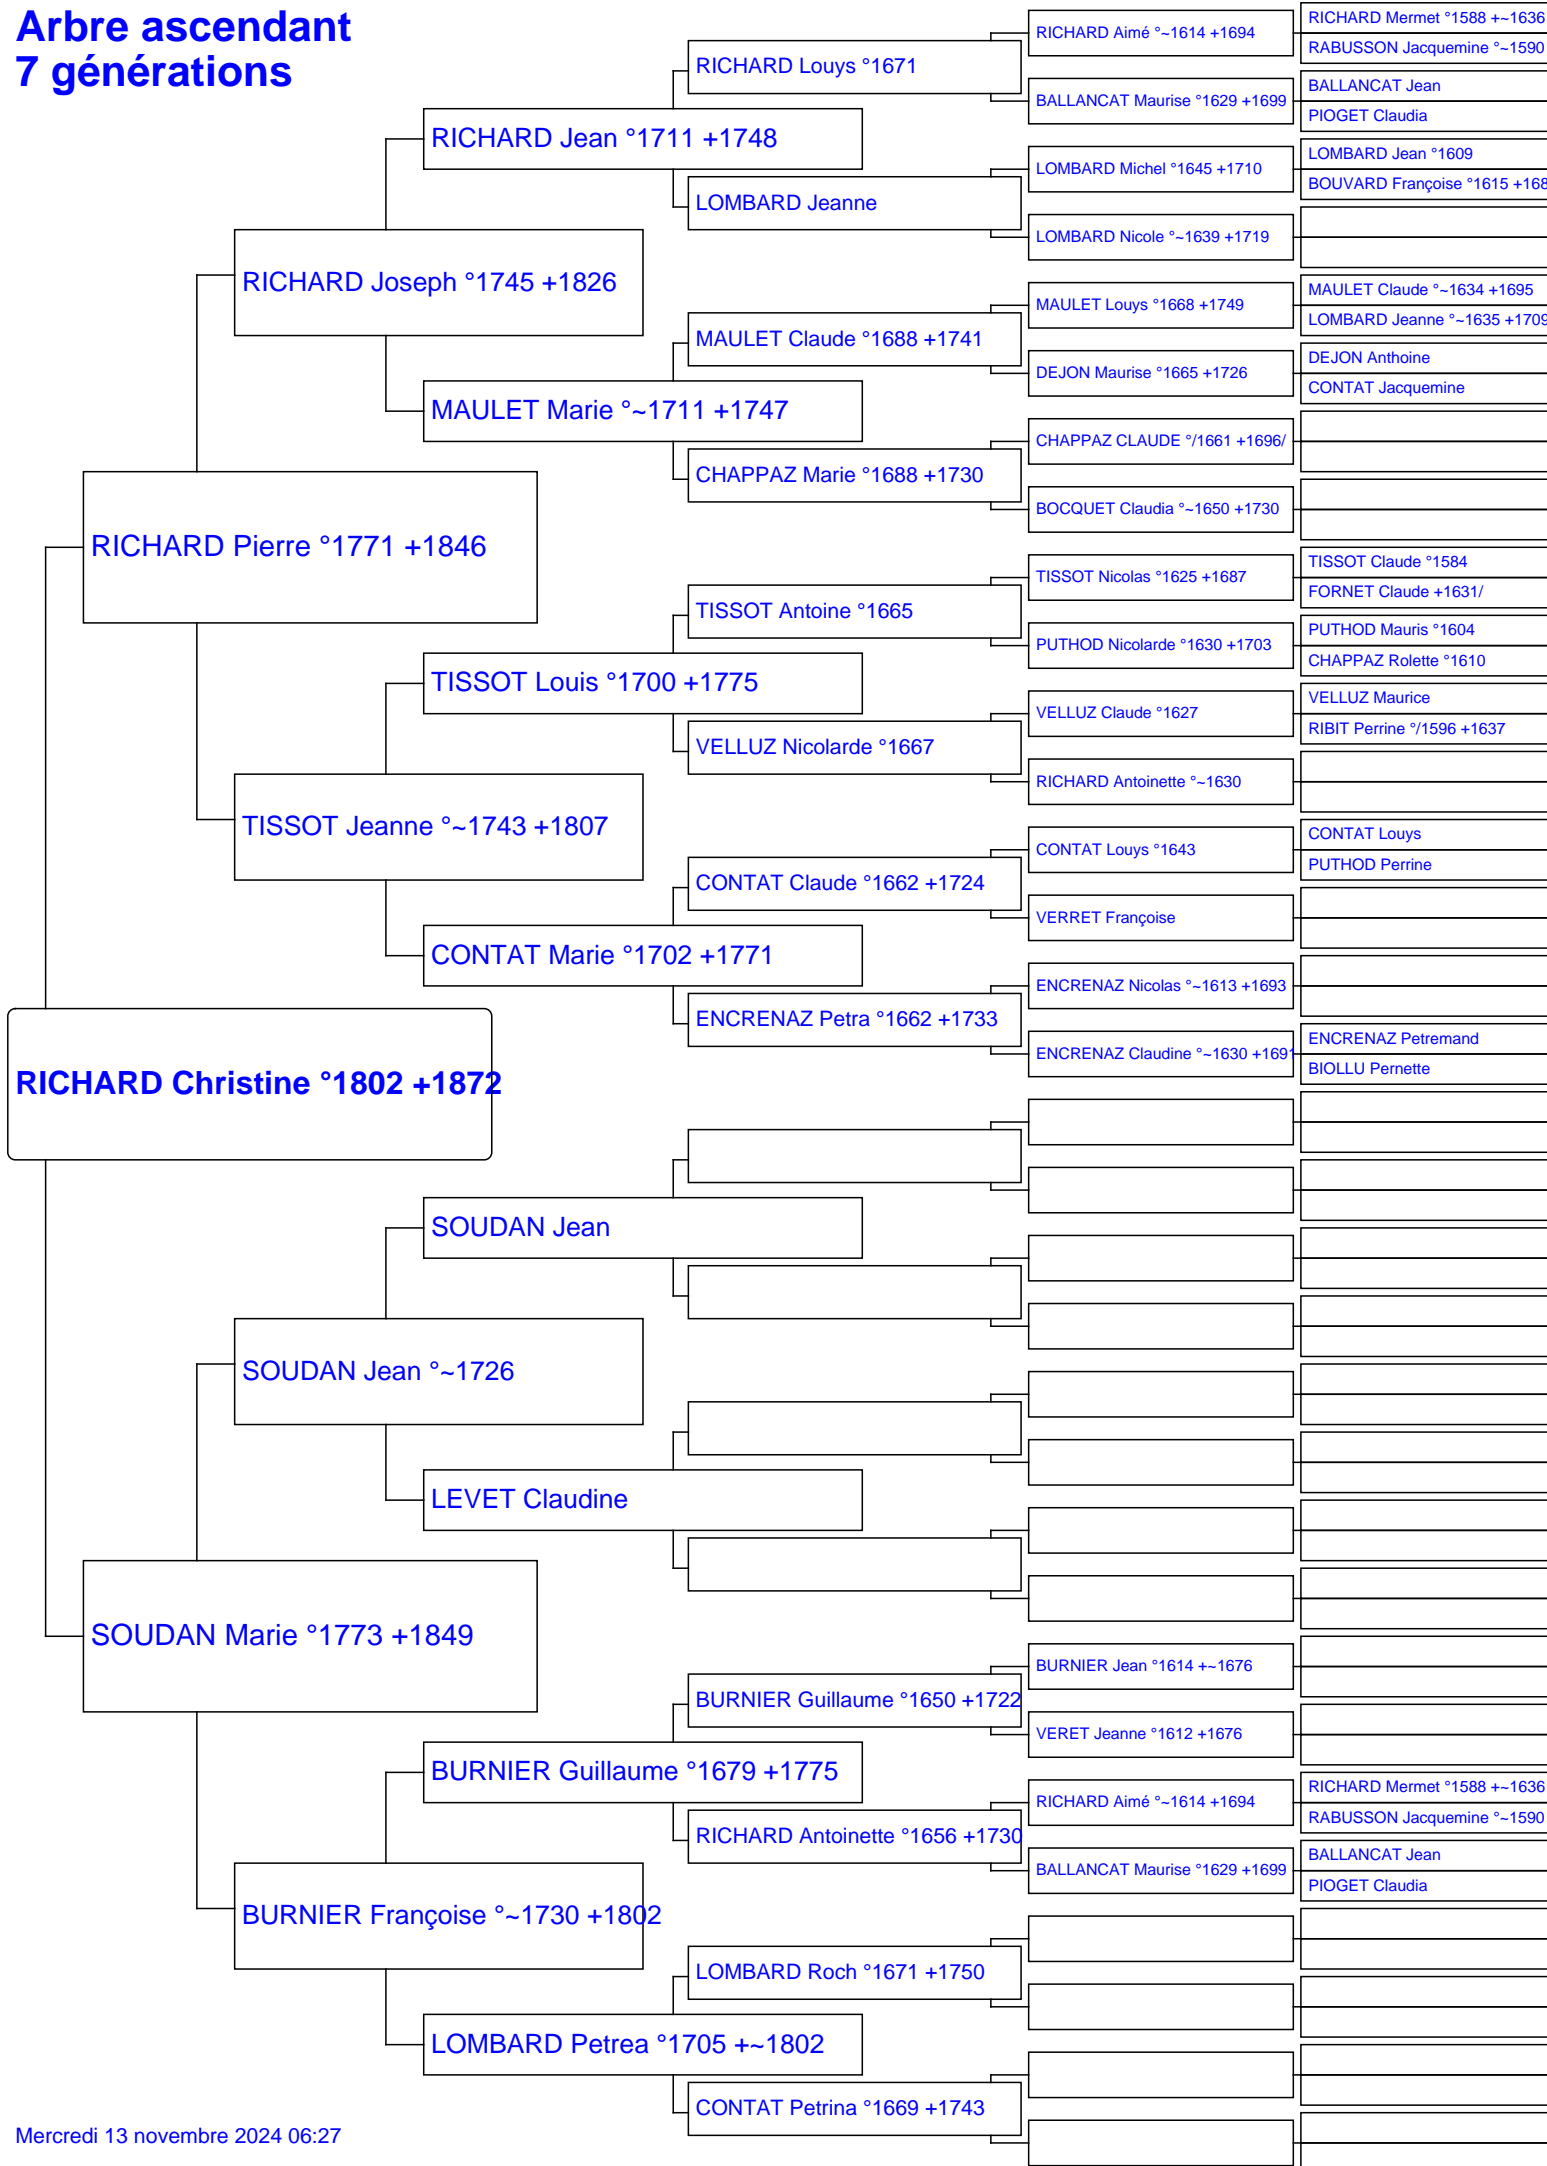 Arbre ascendant
7 générations
RICHARD Christine °1802 +1872
RICHARD Pierre °1771 +1846
SOUDAN Marie °1773 +1849
RICHARD Joseph °1745 +1826
TISSOT Jeanne °~1743 +1807
SOUDAN Jean °~1726
BURNIER Françoise °~1730 +1802
RICHARD Jean °1711 +1748
MAULET Marie °~1711 +1747
TISSOT Louis °1700 +1775
CONTAT Marie °1702 +1771
SOUDAN Jean
LEVET Claudine
BURNIER Guillaume °1679 +1775
LOMBARD Petrea °1705 +~1802
RICHARD Louys °1671
LOMBARD Jeanne
MAULET Claude °1688 +1741
CHAPPAZ Marie °1688 +1730
TISSOT Antoine °1665
VELLUZ Nicolarde °1667
CONTAT Claude °1662 +1724
ENCRENAZ Petra °1662 +1733
BURNIER Guillaume °1650 +1722
RICHARD Antoinette °1656 +1730
LOMBARD Roch °1671 +1750
CONTAT Petrina °1669 +1743
RICHARD Aimé °~1614 +1694
BALLANCAT Maurise °1629 +1699
LOMBARD Michel °1645 +1710
LOMBARD Nicole °~1639 +1719
MAULET Louys °1668 +1749
DEJON Maurise °1665 +1726
CHAPPAZ CLAUDE °/1661 +1696/
BOCQUET Claudia °~1650 +1730
TISSOT Nicolas °1625 +1687
PUTHOD Nicolarde °1630 +1703
VELLUZ Claude °1627
RICHARD Antoinette °~1630
CONTAT Louys °1643
VERRET Françoise
ENCRENAZ Nicolas °~1613 +1693
ENCRENAZ Claudine °~1630 +1691
BURNIER Jean °1614 +~1676
VERET Jeanne °1612 +1676
RICHARD Aimé °~1614 +1694
BALLANCAT Maurise °1629 +1699
RICHARD Mermet °1588 +~1636
RABUSSON Jacquemine °~1590
BALLANCAT Jean
PIOGET Claudia
LOMBARD Jean °1609
BOUVARD Françoise °1615 +168
MAULET Claude °~1634 +1695
LOMBARD Jeanne °~1635 +1709
DEJON Anthoine
CONTAT Jacquemine
TISSOT Claude °1584
FORNET Claude +1631/
PUTHOD Mauris °1604
CHAPPAZ Rolette °1610
VELLUZ Maurice
RIBIT Perrine °/1596 +1637
CONTAT Louys
PUTHOD Perrine
ENCRENAZ Petremand
BIOLLU Pernette
RICHARD Mermet °1588 +~1636
RABUSSON Jacquemine °~1590
BALLANCAT Jean
PIOGET Claudia
Mercredi 13 novembre 2024 06:27